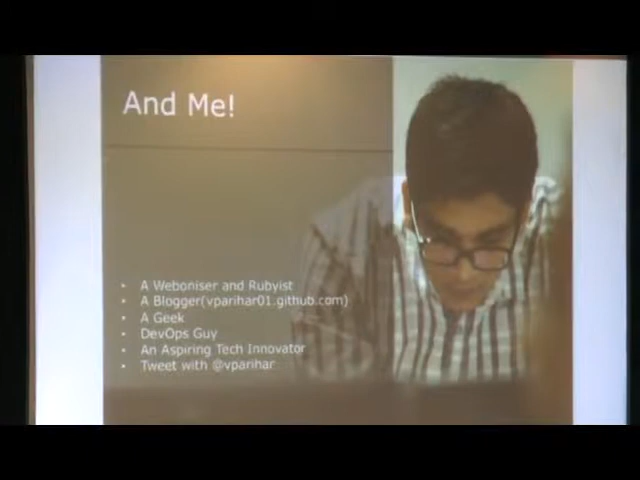 And Me!
• A Weboniser and Rubyist
• A Blogger(vparihar01.github.com)
• A Geek
• DevOps Guy
• An Aspiring Tech Innovator
• Tweet with @vparihar